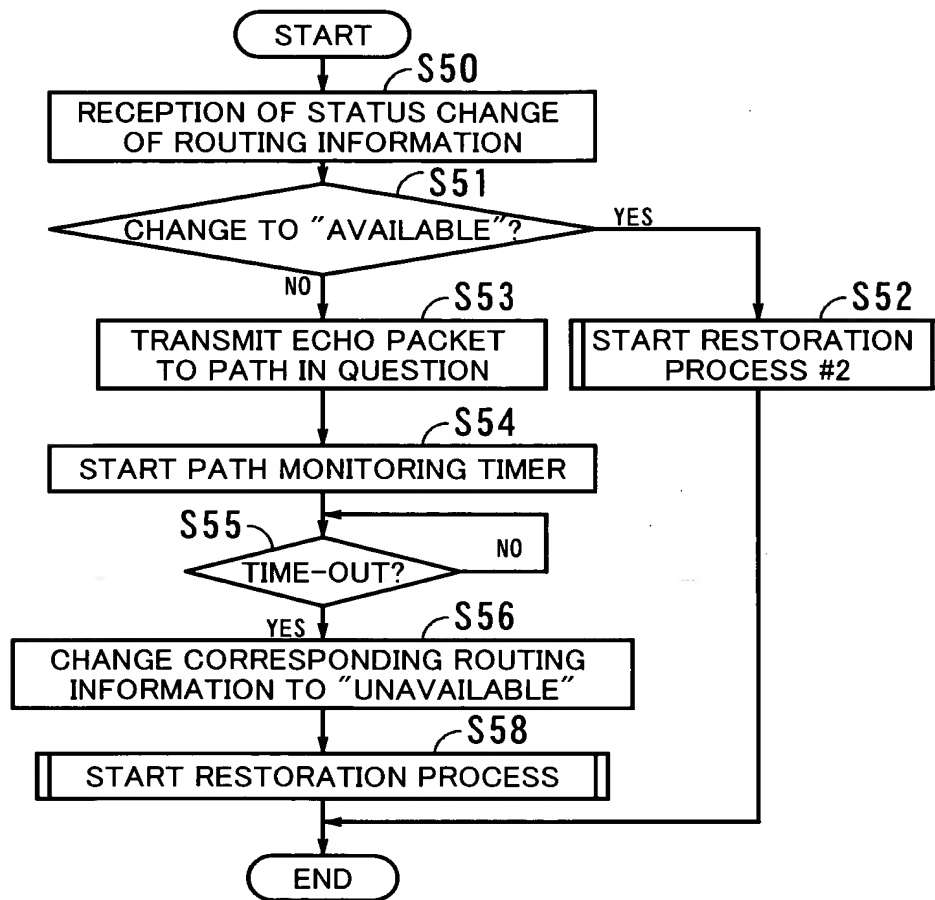 START
S50
RECEPTION OF STATUS CHANGE
OF ROUTING INFORMATION
S51
CHANGE TO "AVAILABLE"?
YES
NO
S53
TRANSMIT ECHO PACKET
TO PATH IN QUESTION
S52
START RESTORATION
PROCESS #2
S54
START PATH MONITORING TIMER
S55
TIME-OUT?
NO
YES
S56
CHANGE CORRESPONDING ROUTING
INFORMATION TO "UNAVAILABLE"
S58
START RESTORATION PROCESS
END